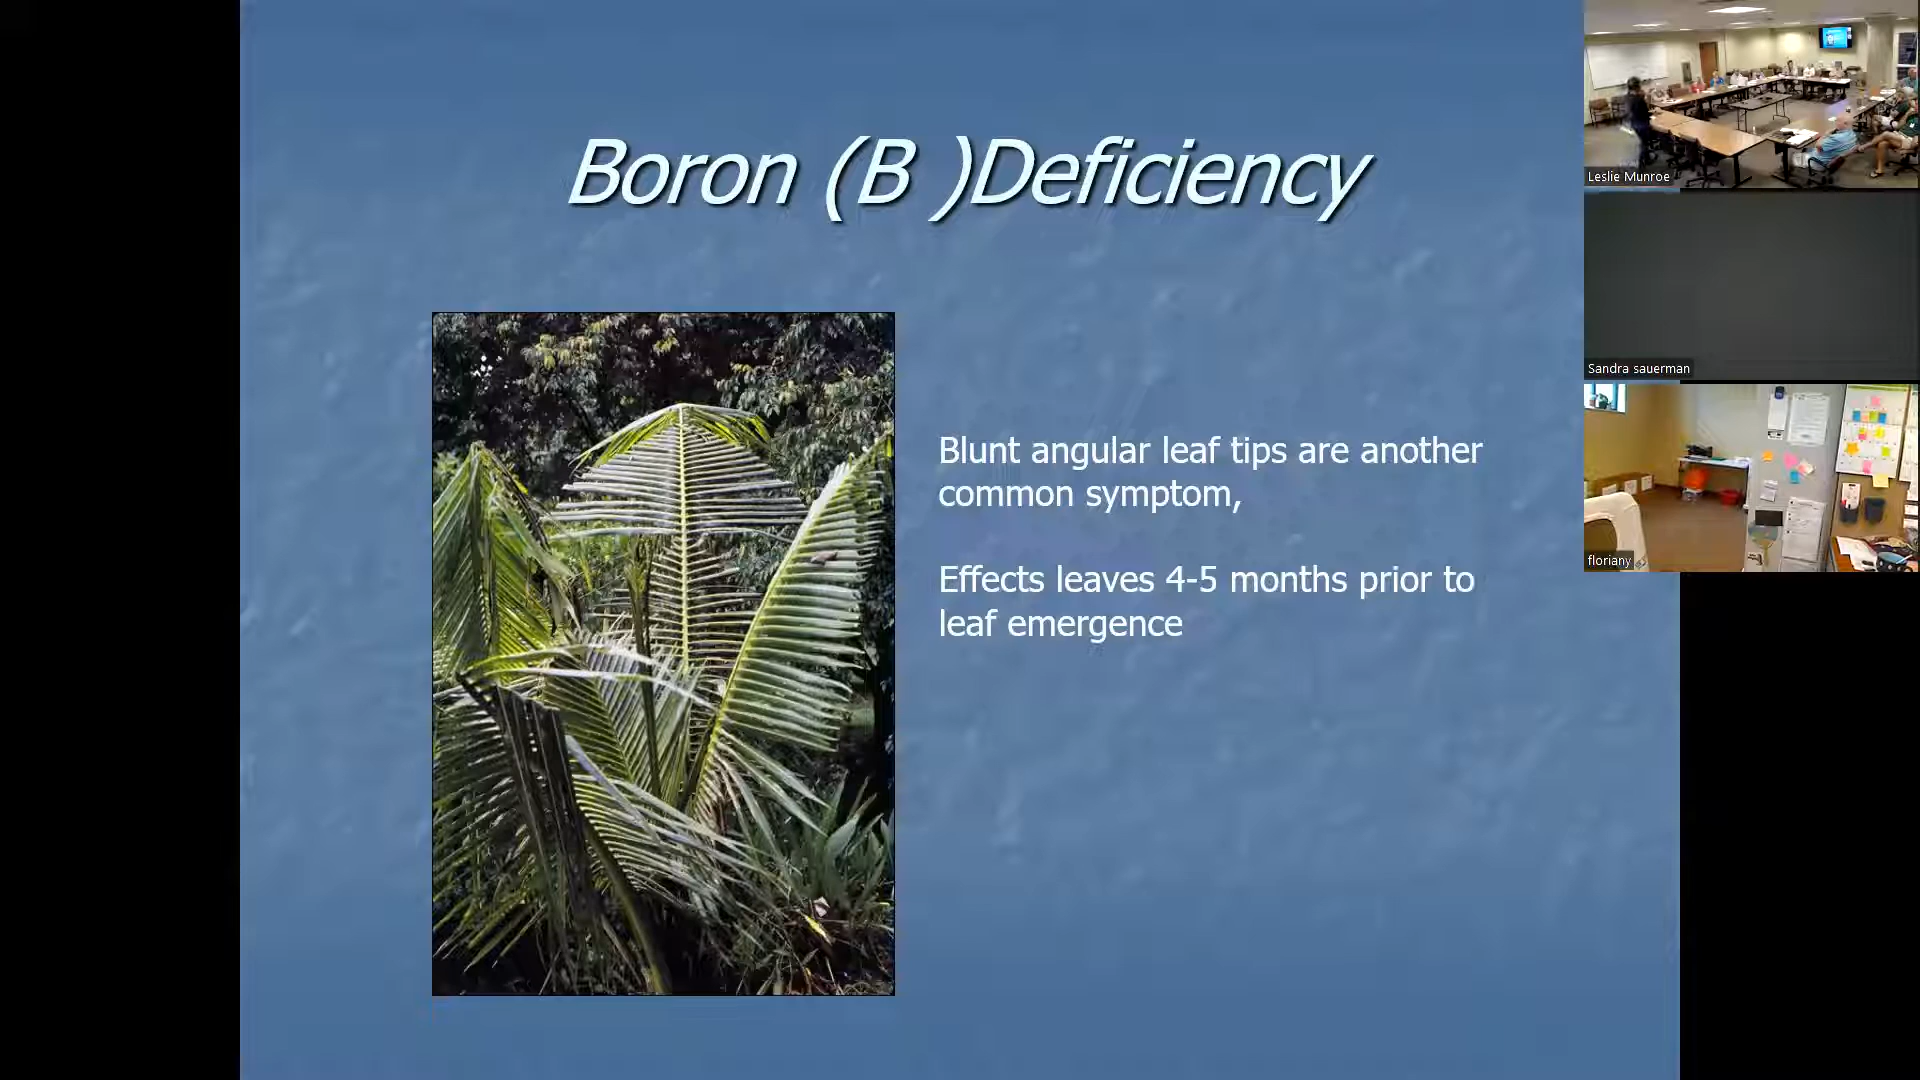 Boron (B )Deficiency
Blunt angular leaf tips are another
common symptom,
Effects leaves 4-5 months prior to
leaf emergence
Leslie Munroe
Sandra sauerman
floriany